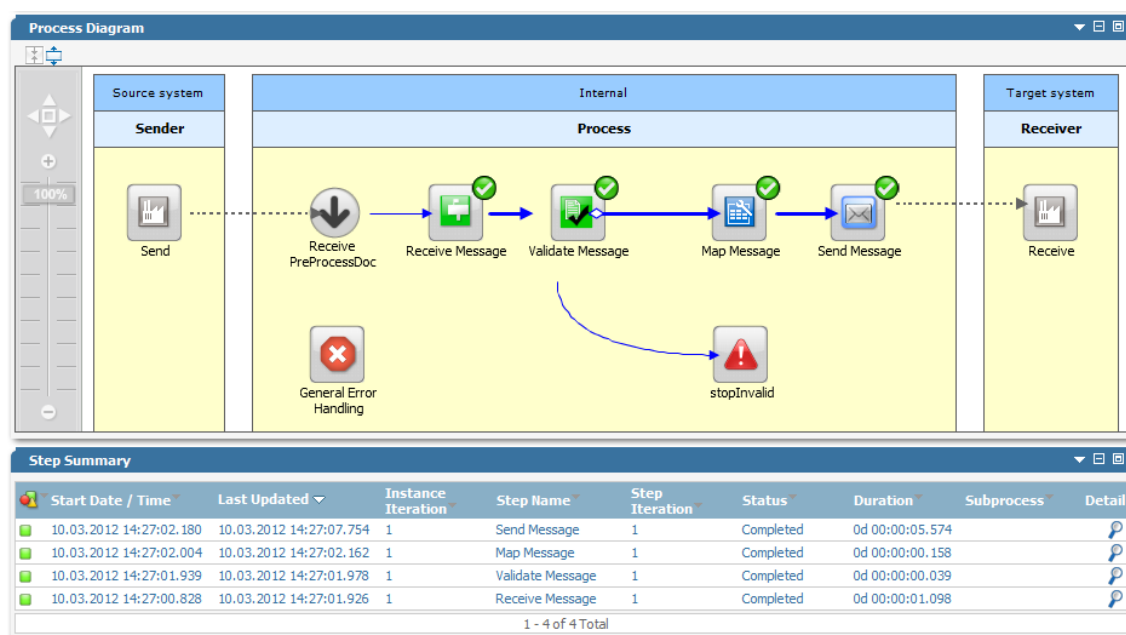 Process Diagram
Source system
Internal
Target system
Sender
Process
Receiver
100%
Send
Receive
PreProcessDoc
Receive Message
Validate Message
Map Message
Send Message
Receive
General Error
Handling
stopInvalid
Step Summary
Start Date / Time Last Updated Instance Iteration Step Name Step Iteration Status Duration Subprocess Detail
10.03.2012 14:27:02.180 10.03.2012 14:27:07.754 1 Send Message 1 Completed 0d 00:00:05.574
10.03.2012 14:27:02.004 10.03.2012 14:27:02.162 1 Map Message 1 Completed 0d 00:00:00.158
10.03.2012 14:27:01.939 10.03.2012 14:27:01.978 1 Validate Message 1 Completed 0d 00:00:00.039
10.03.2012 14:27:00.828 10.03.2012 14:27:01.926 1 Receive Message 1 Completed 0d 00:00:01.098
1 - 4 of 4 Total